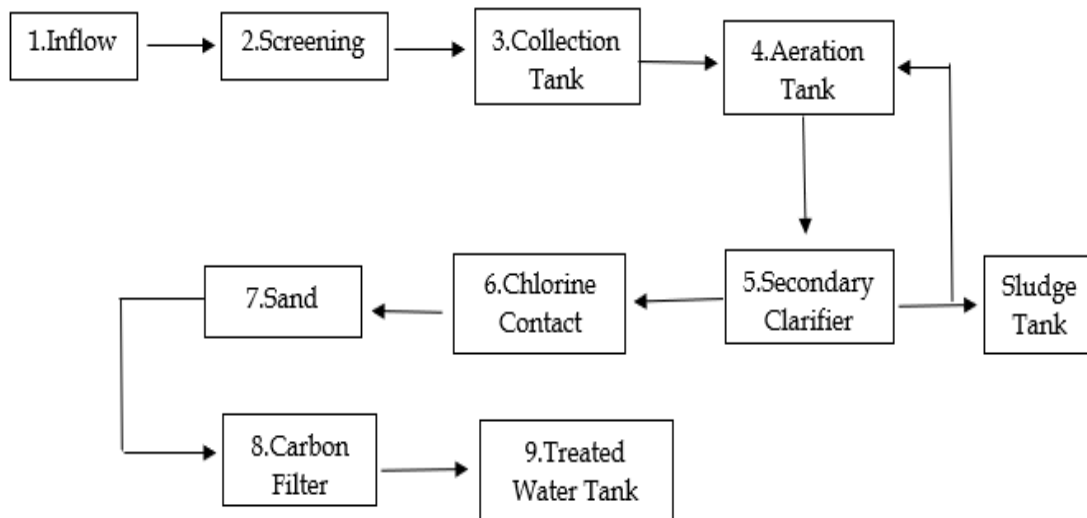 1.Inflow
2.Screening
3.Collection
Tank
4.Aeration
Tank
5.Secondary
Clarifier
Sludge
Tank
6.Chlorine
Contact
7.Sand
8.Carbon
Filter
9.Treated
Water Tank